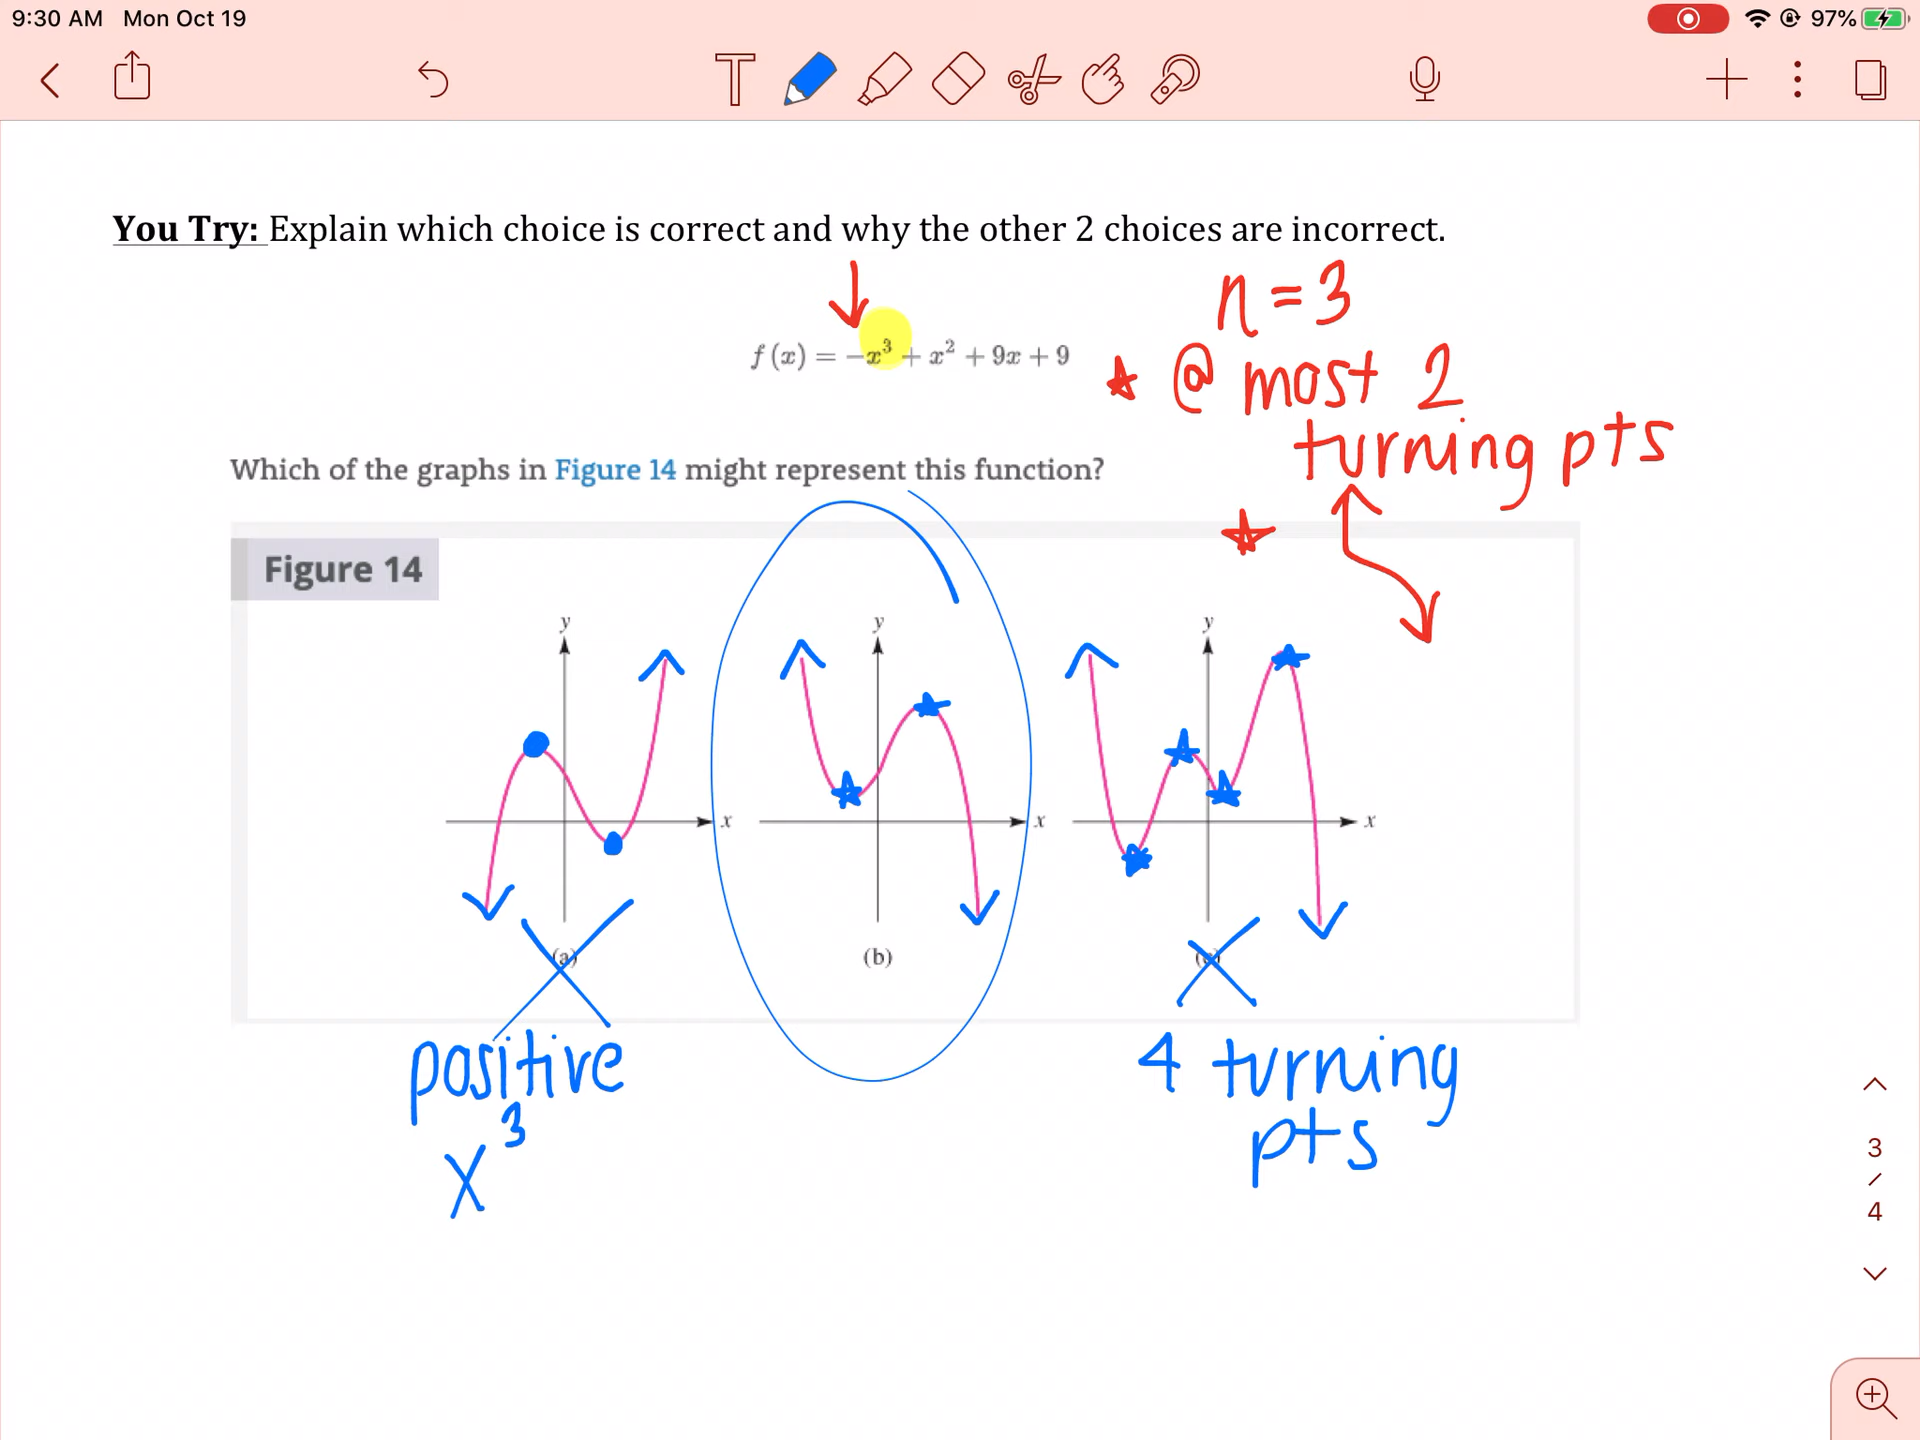 9:30 AM Mon Oct 19
97%
You Try: Explain which choice is correct and why the other 2 choices are incorrect.
n = 3
f (x) = −x³ + x² + 9x + 9
@ most 2
turning pts
Which of the graphs in Figure 14 might represent this function?
Figure 14
y y y
x x x
(a) (b) (c)
positive
x³
4 turning
pts
3
/
4